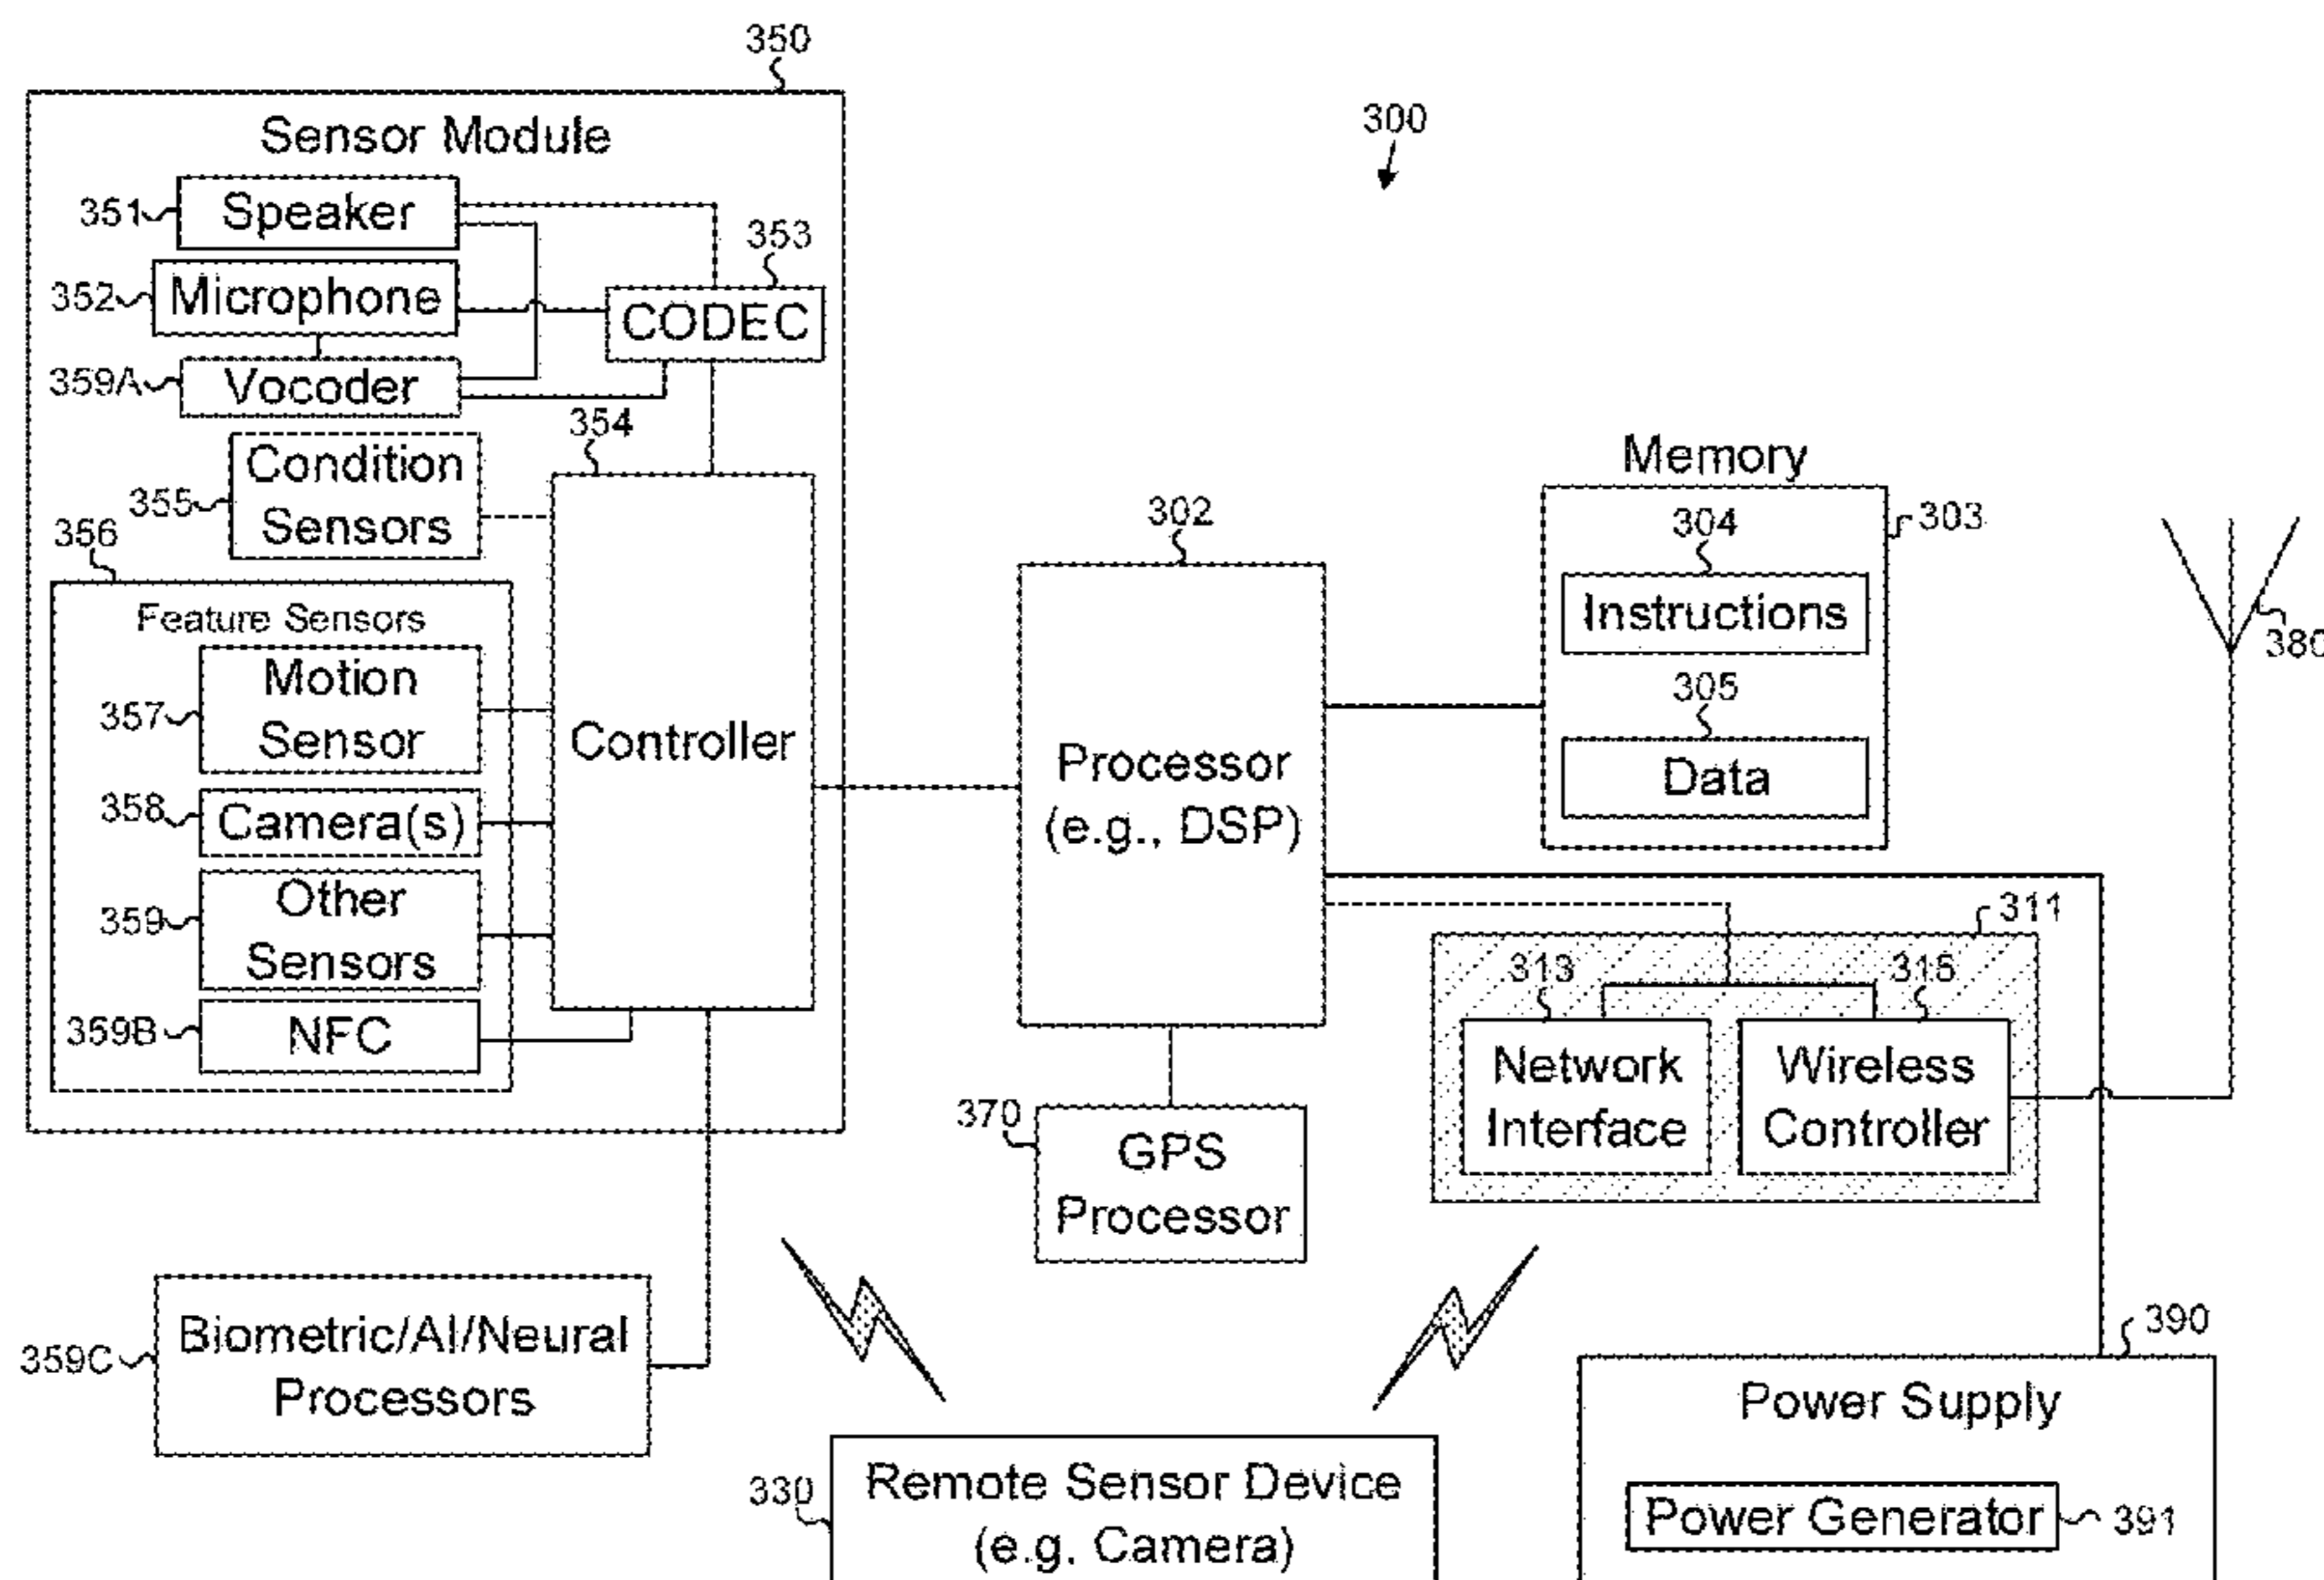 350
Sensor Module
300
351
Speaker
353
352
Microphone
CODEC
359A
Vocoder
354
Condition
Sensors
355
356
Feature Sensors
Motion
Sensor
357
Controller
358
Camera(s)
359
Other
Sensors
359B
NFC
302
Processor
(e.g., DSP)
Memory
303
304
Instructions
305
Data
380
311
313
315
Network
Interface
Wireless
Controller
370
GPS
Processor
359C
Biometric/AI/Neural
Processors
330
Remote Sensor Device
(e.g. Camera)
390
Power Supply
Power Generator
391